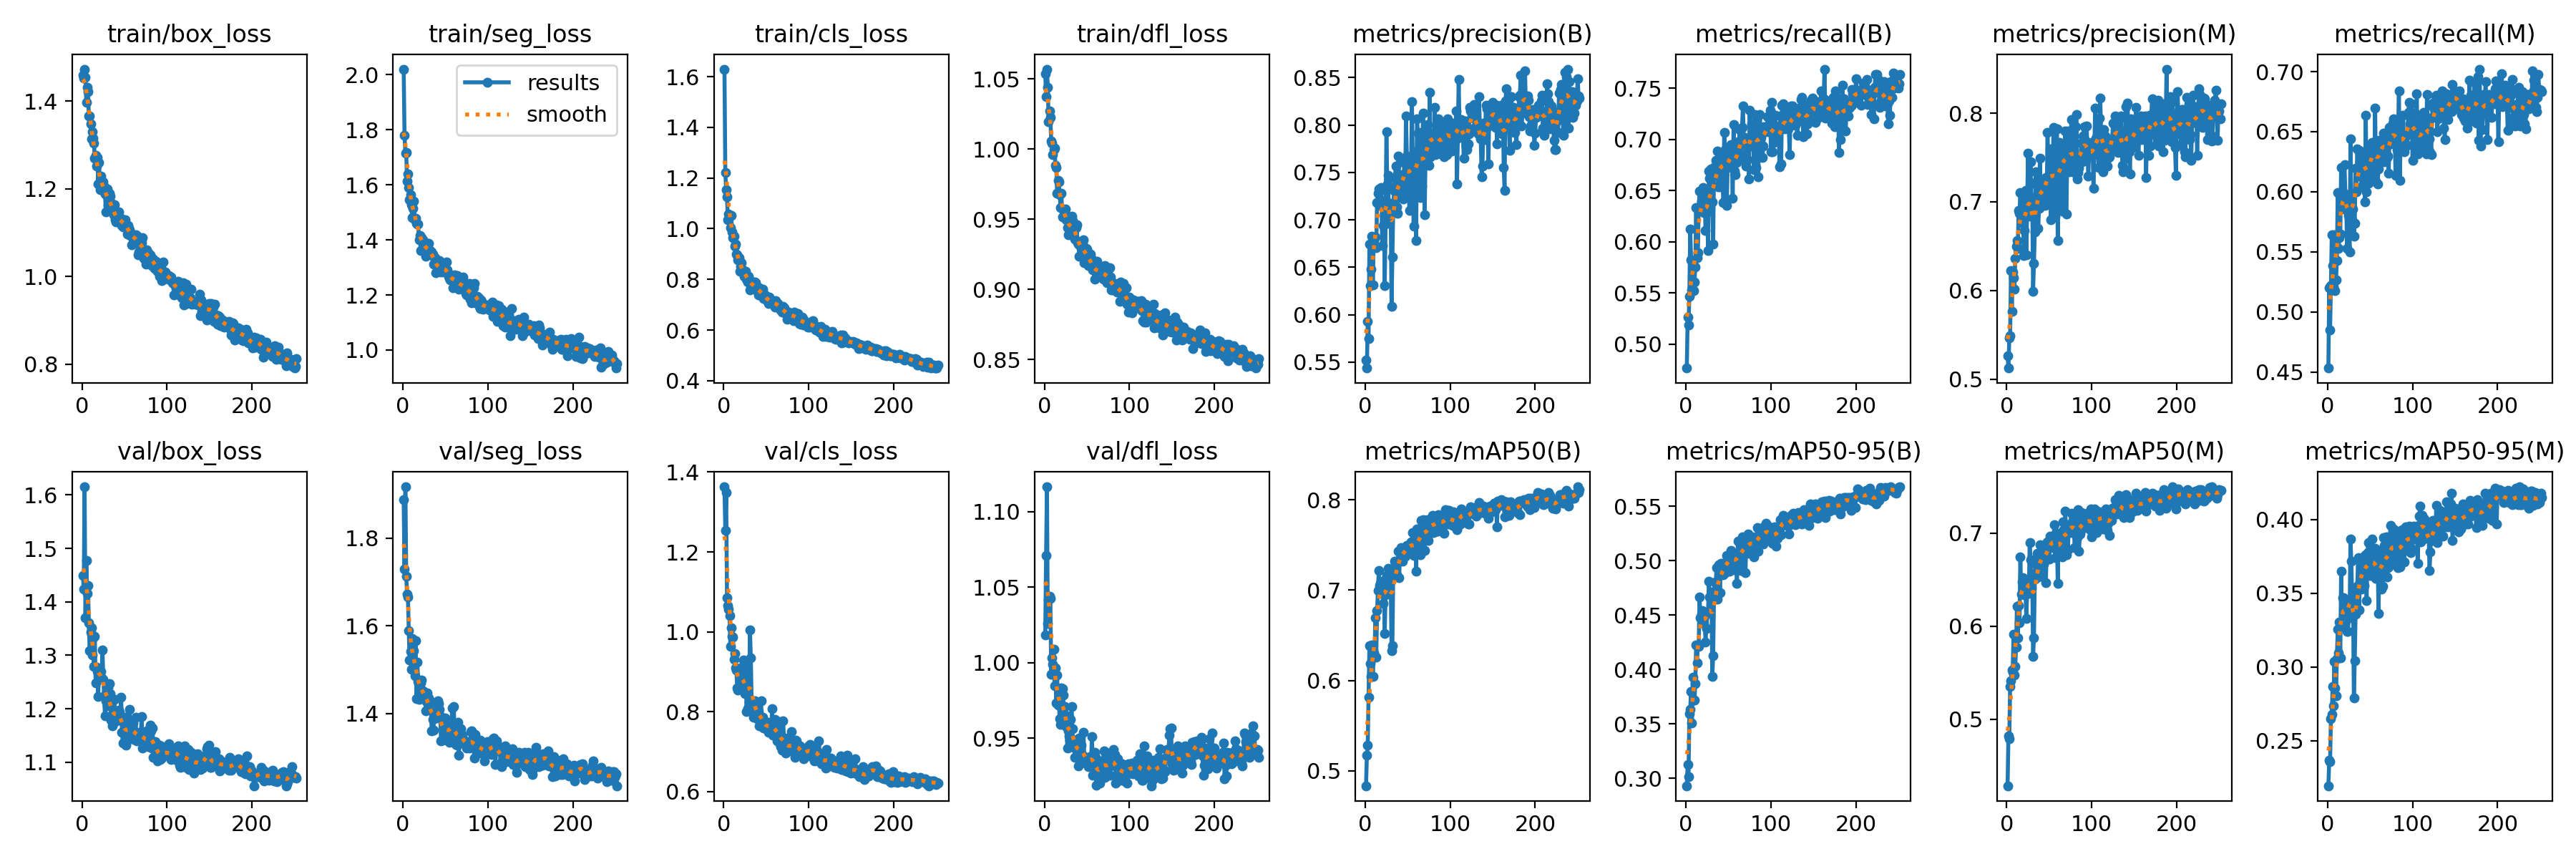 train/box_loss
1.4
1.2
1.0
0.8
0 100 200
train/seg_loss
results
smooth
2.0
1.8
1.6
1.4
1.2
1.0
0 100 200
train/cls_loss
1.6
1.4
1.2
1.0
0.8
0.6
0.4
0 100 200
train/dfl_loss
1.05
1.00
0.95
0.90
0.85
0 100 200
metrics/precision(B)
0.85
0.80
0.75
0.70
0.65
0.60
0.55
0 100 200
metrics/recall(B)
0.75
0.70
0.65
0.60
0.55
0.50
0 100 200
metrics/precision(M)
0.8
0.7
0.6
0.5
0 100 200
metrics/recall(M)
0.70
0.65
0.60
0.55
0.50
0.45
0 100 200
val/box_loss
1.6
1.5
1.4
1.3
1.2
1.1
0 100 200
val/seg_loss
1.8
1.6
1.4
0 100 200
val/cls_loss
1.4
1.2
1.0
0.8
0.6
0 100 200
val/dfl_loss
1.10
1.05
1.00
0.95
0 100 200
metrics/mAP50(B)
0.8
0.7
0.6
0.5
0 100 200
metrics/mAP50-95(B)
0.55
0.50
0.45
0.40
0.35
0.30
0 100 200
metrics/mAP50(M)
0.7
0.6
0.5
0 100 200
metrics/mAP50-95(M)
0.40
0.35
0.30
0.25
0 100 200